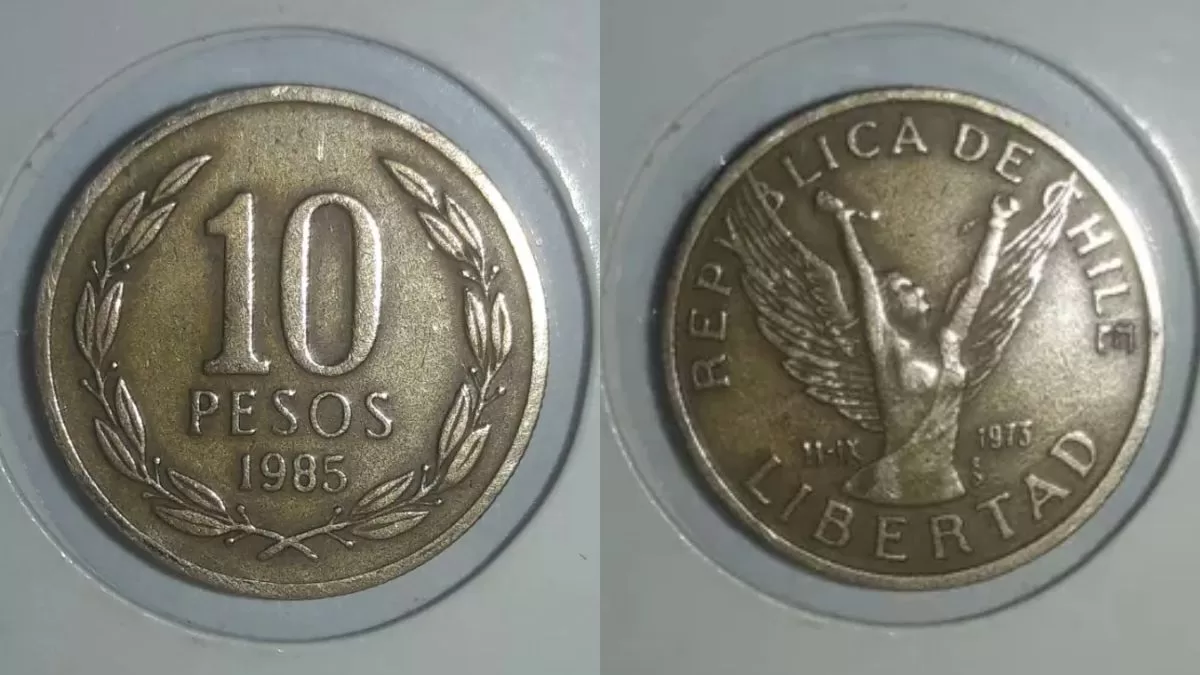 10
PESOS
1985
REPUBLICA DE CHILE
11-IX 1973
LIBERTAD